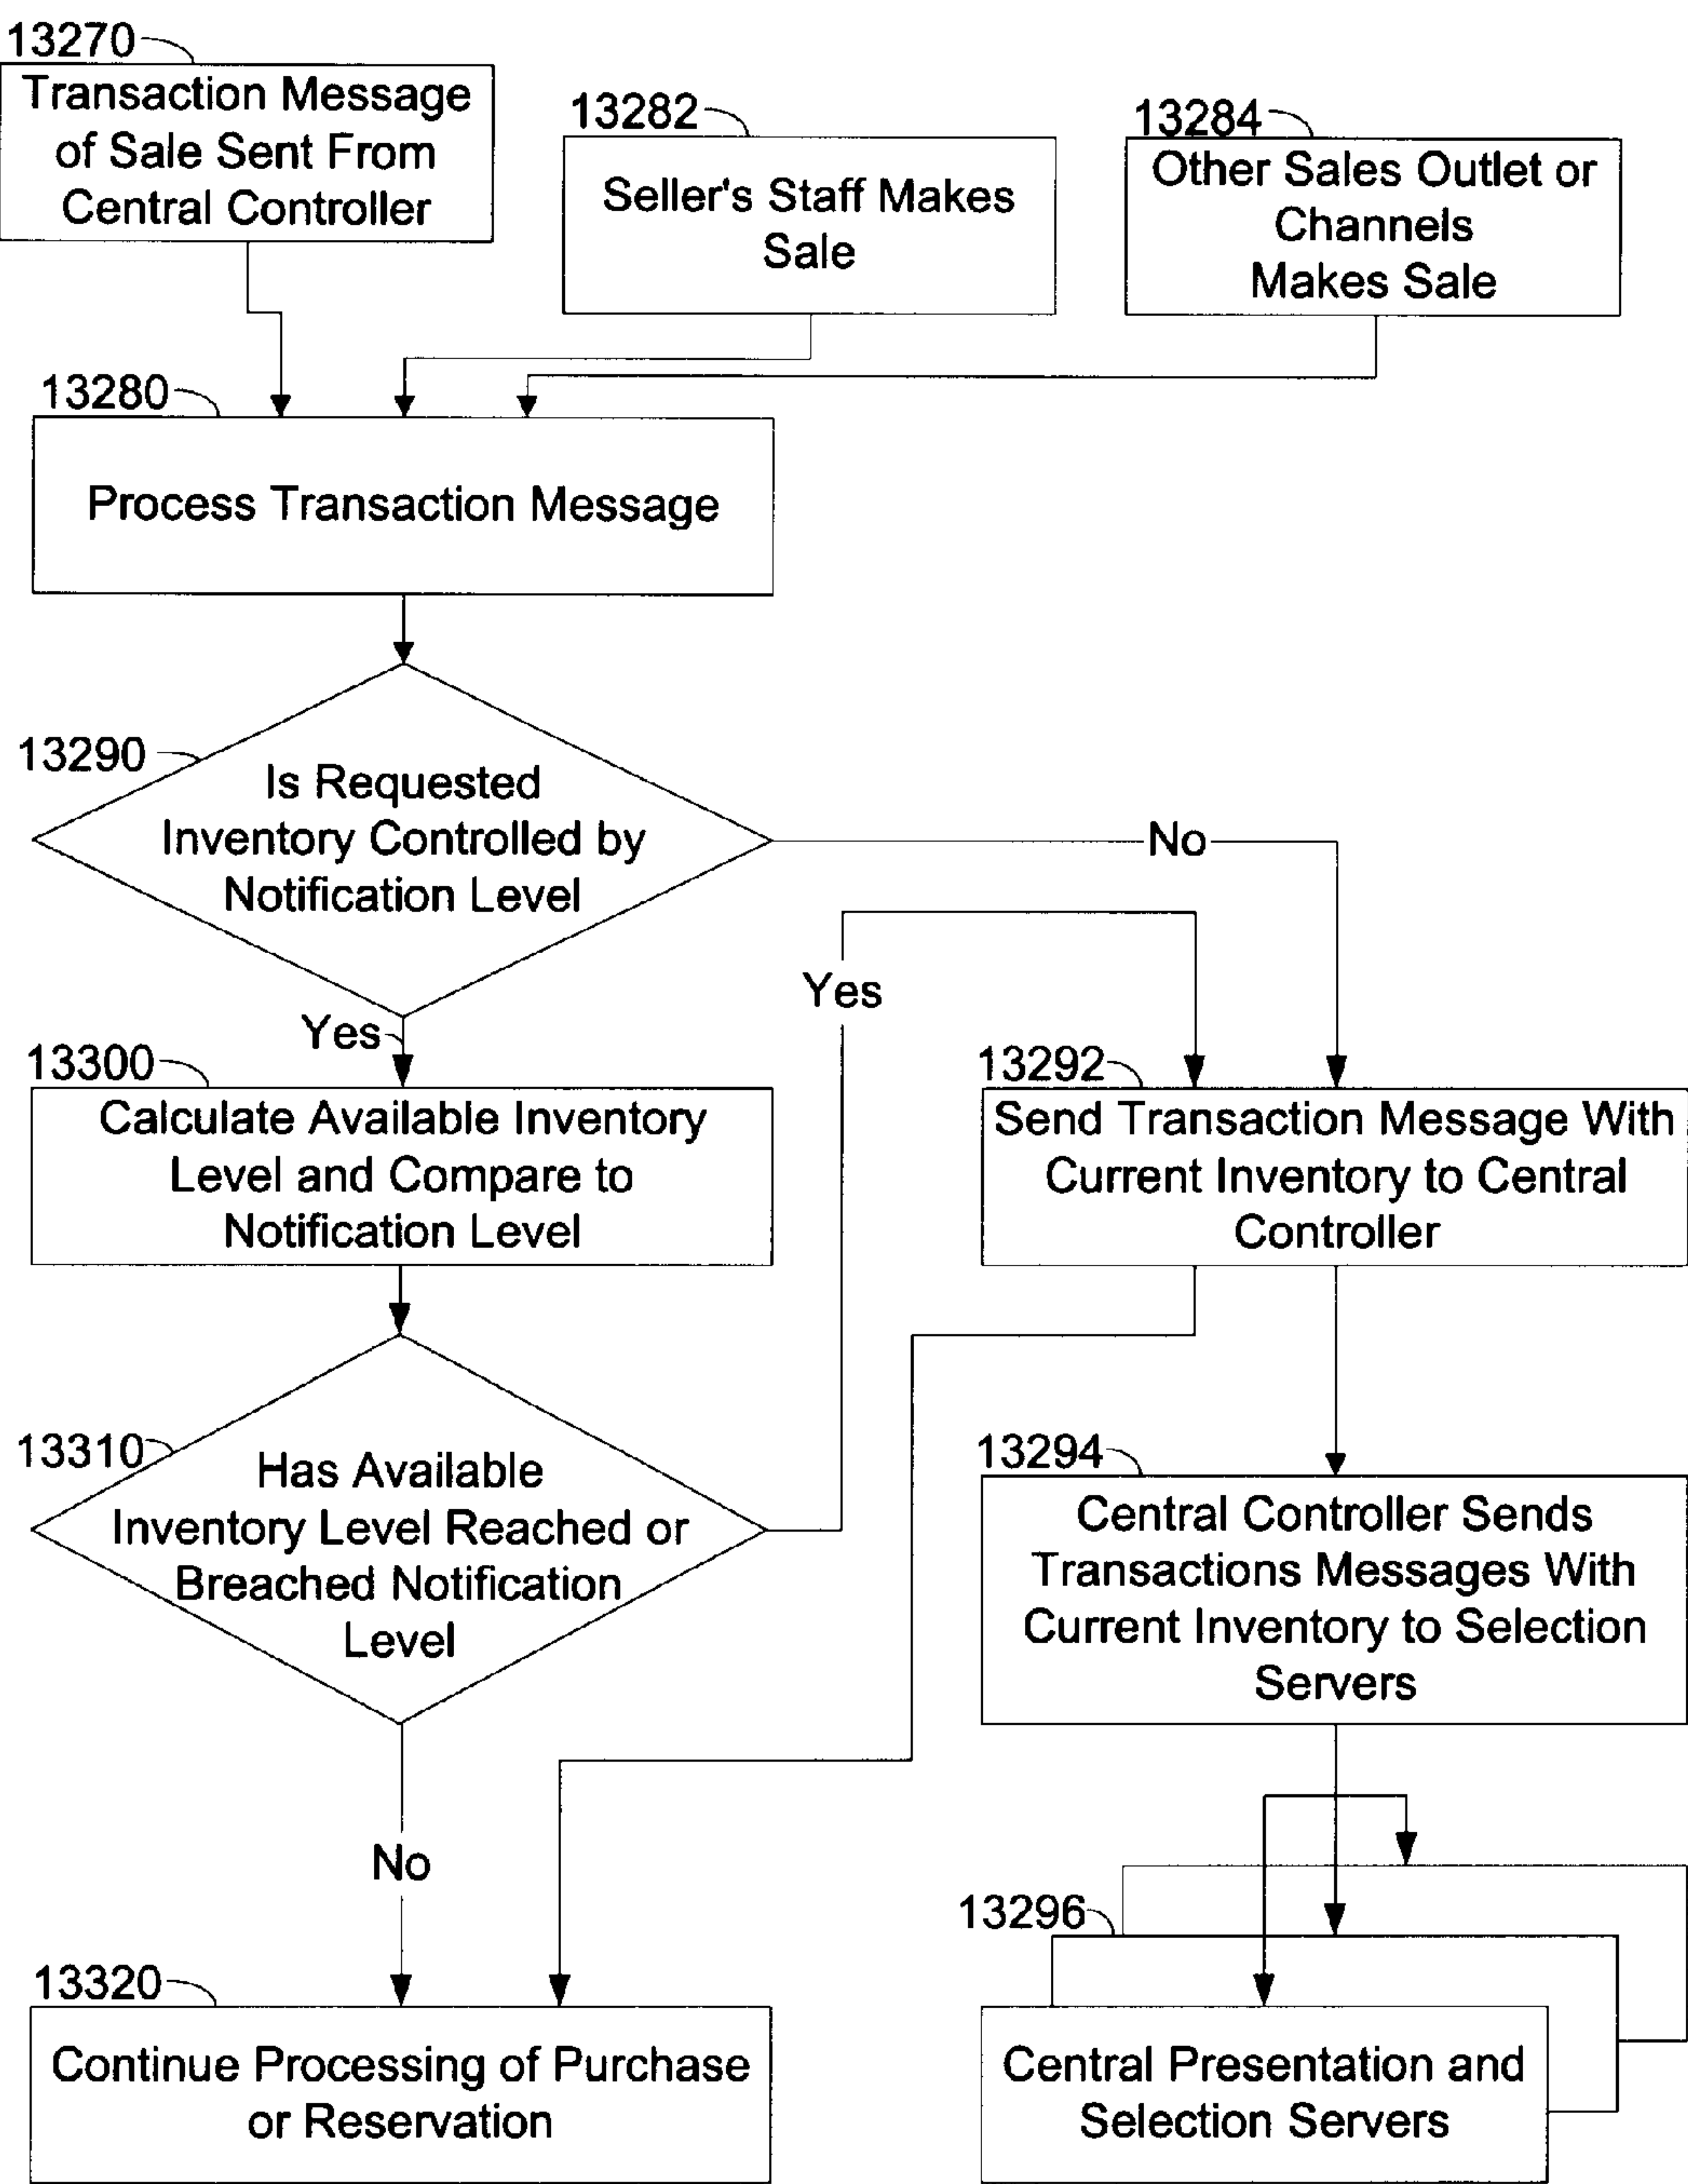 13270
Transaction Message
of Sale Sent From
Central Controller
13282
Seller's Staff Makes
Sale
13284
Other Sales Outlet or
Channels
Makes Sale
13280
Process Transaction Message
13290
Is Requested
Inventory Controlled by
Notification Level
No
Yes
Yes
13300
Calculate Available Inventory
Level and Compare to
Notification Level
13292
Send Transaction Message With
Current Inventory to Central
Controller
13310
Has Available
Inventory Level Reached or
Breached Notification
Level
13294
Central Controller Sends
Transactions Messages With
Current Inventory to Selection
Servers
No
13296
13320
Continue Processing of Purchase
or Reservation
Central Presentation and
Selection Servers